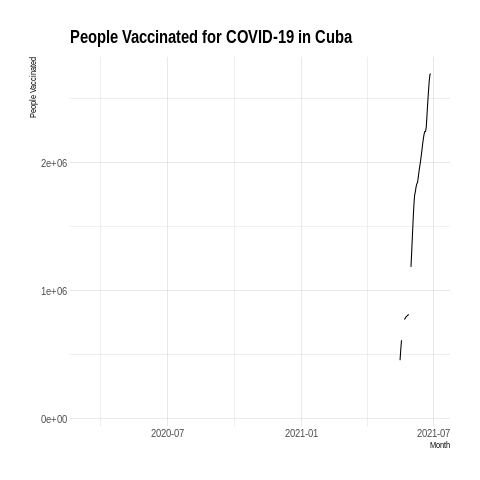 People Vaccinated for COVID-19 in Cuba
People Vaccinated
2e+06
1e+06
0e+00
2020-07 2021-01 2021-07
Month